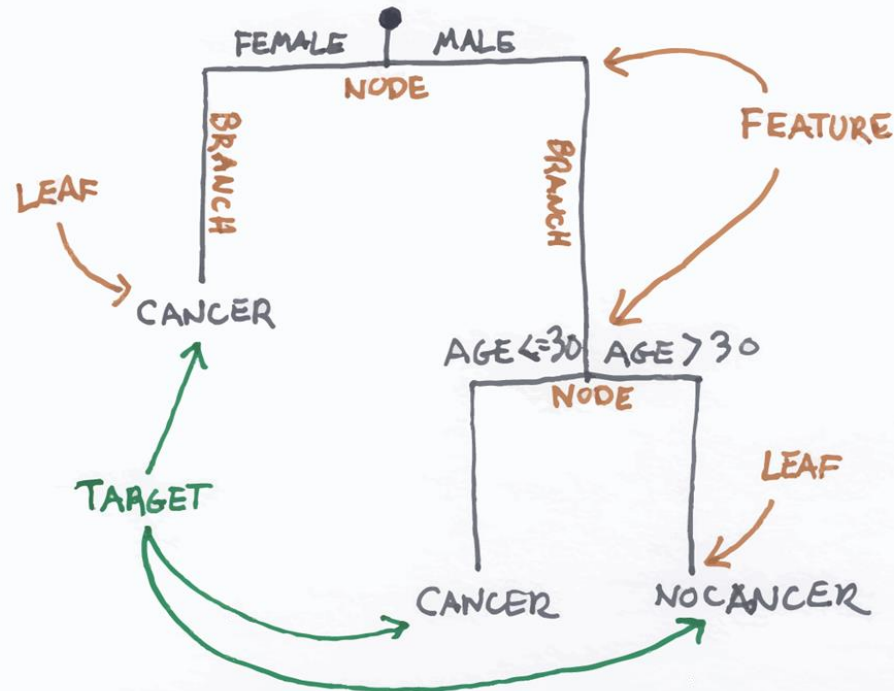 FEMALE MALE
NODE
FEATURE
BRANCH
BRANCH
LEAF
CANCER
AGE <=30 AGE > 30
NODE
LEAF
TARGET
CANCER
NOCANCER